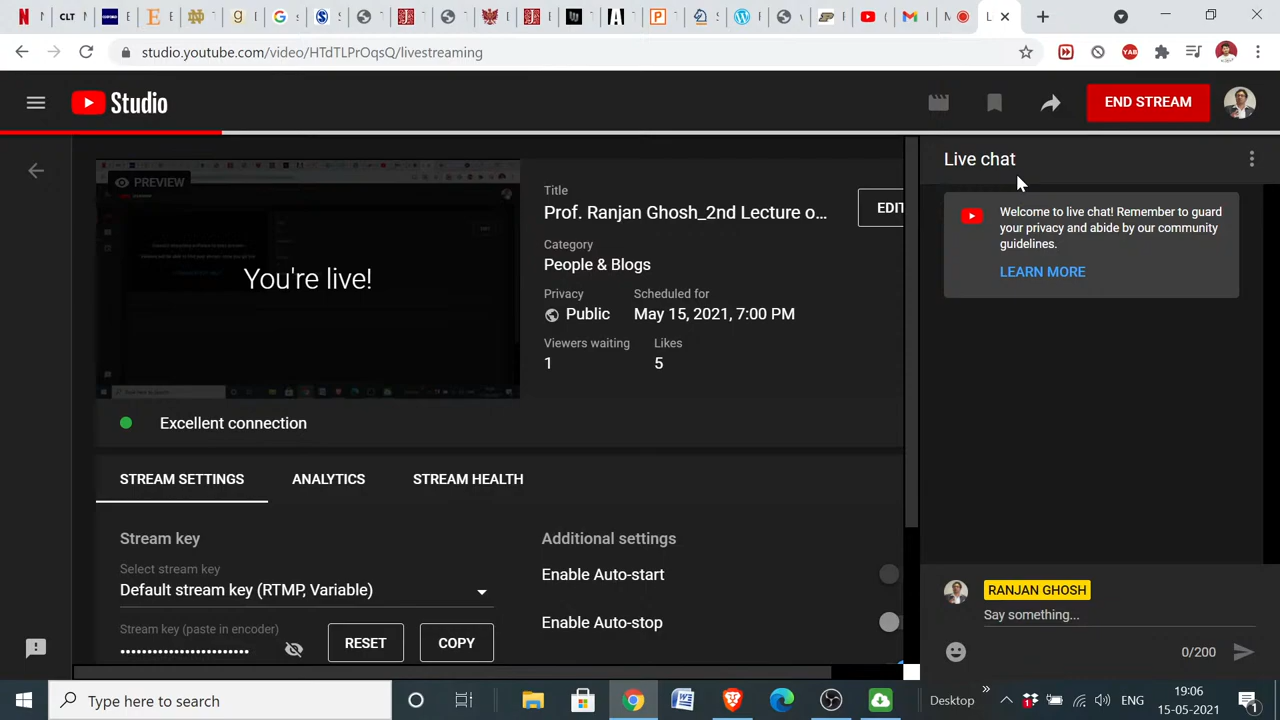 CLT
L
studio.youtube.com/video/HTdTLPrOqsQ/livestreaming
YAB
Studio
END STREAM
PREVIEW
You're live!
Title
Prof. Ranjan Ghosh_2nd Lecture o...
EDIT
Category
People & Blogs
Privacy
Scheduled for
Public
May 15, 2021, 7:00 PM
Viewers waiting
Likes
1
5
Excellent connection
STREAM SETTINGS
ANALYTICS
STREAM HEALTH
Stream key
Select stream key
Default stream key (RTMP, Variable)
Stream key (paste in encoder)
RESET
COPY
Additional settings
Enable Auto-start
Enable Auto-stop
Live chat
Welcome to live chat! Remember to guard
your privacy and abide by our community
guidelines.
LEARN MORE
RANJAN GHOSH
Say something...
0/200
Type here to search
Desktop
ENG
19:06
15-05-2021
1